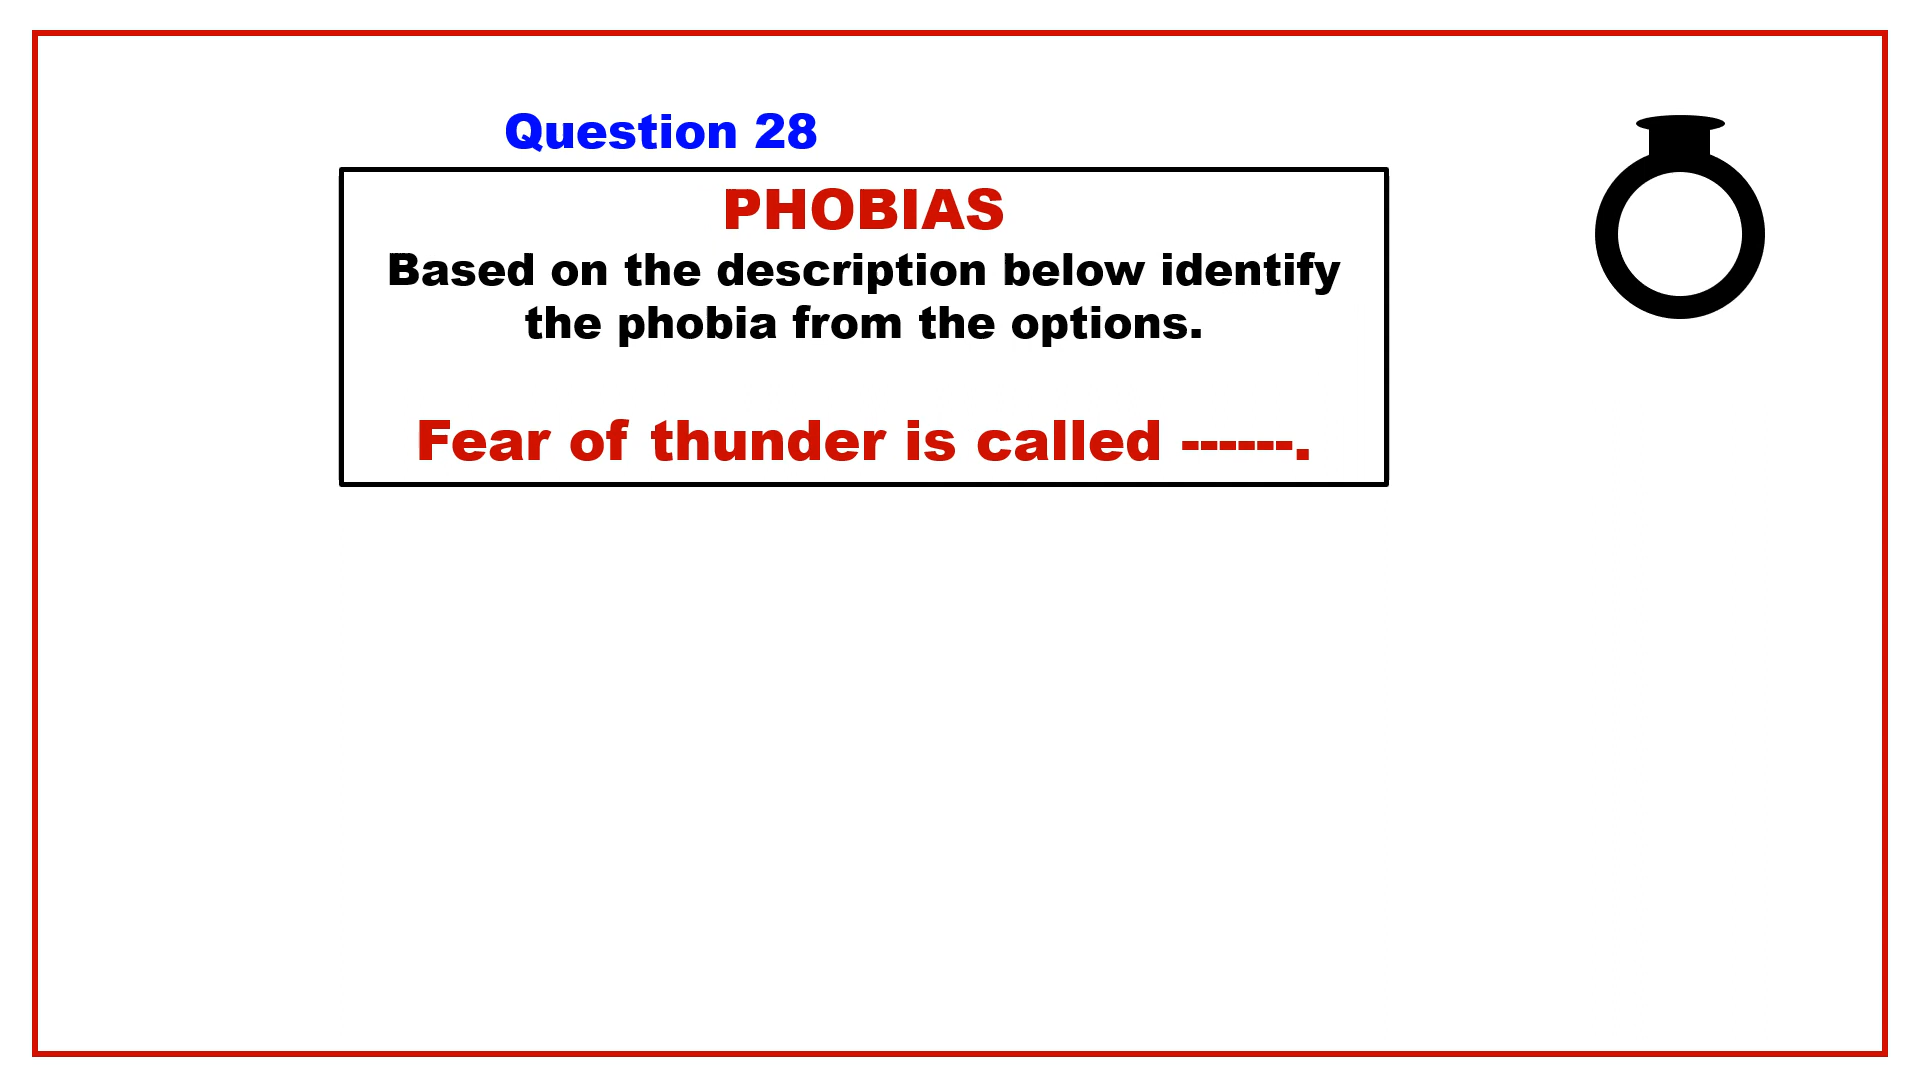 Question 28
PHOBIAS
Based on the description below identify
the phobia from the options.
Fear of thunder is called ------.